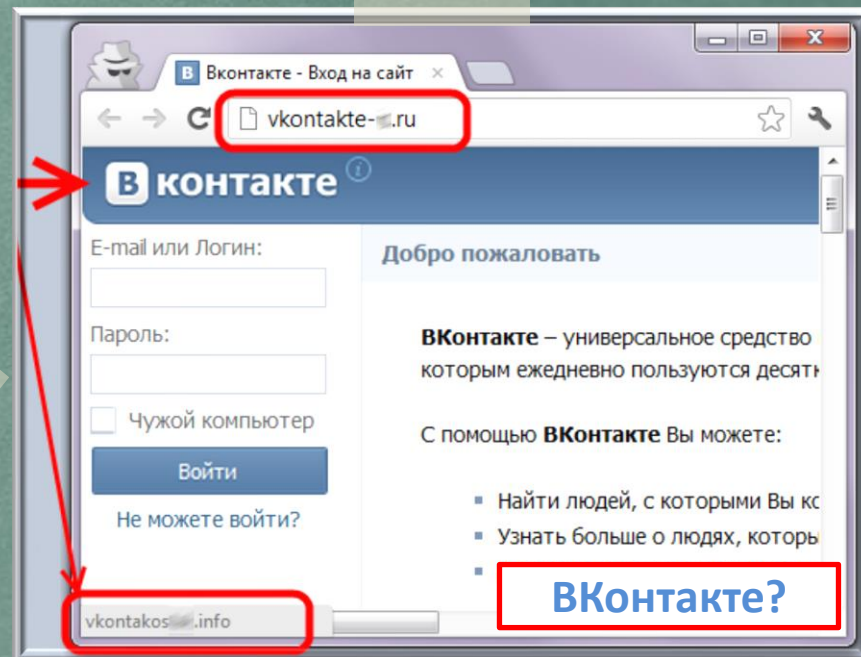 Вконтакте - Вход на сайт
vkontakte- .ru
В контакте
E-mail или Логин:
Пароль:
Чужой компьютер
Войти
Не можете войти?
Добро пожаловать
ВКонтакте – универсальное средство
которым ежедневно пользуются десятк
С помощью ВКонтакте Вы можете:
Найти людей, с которыми Вы ко
Узнать больше о людях, которы
ВКонтакте?
vkontakos .info